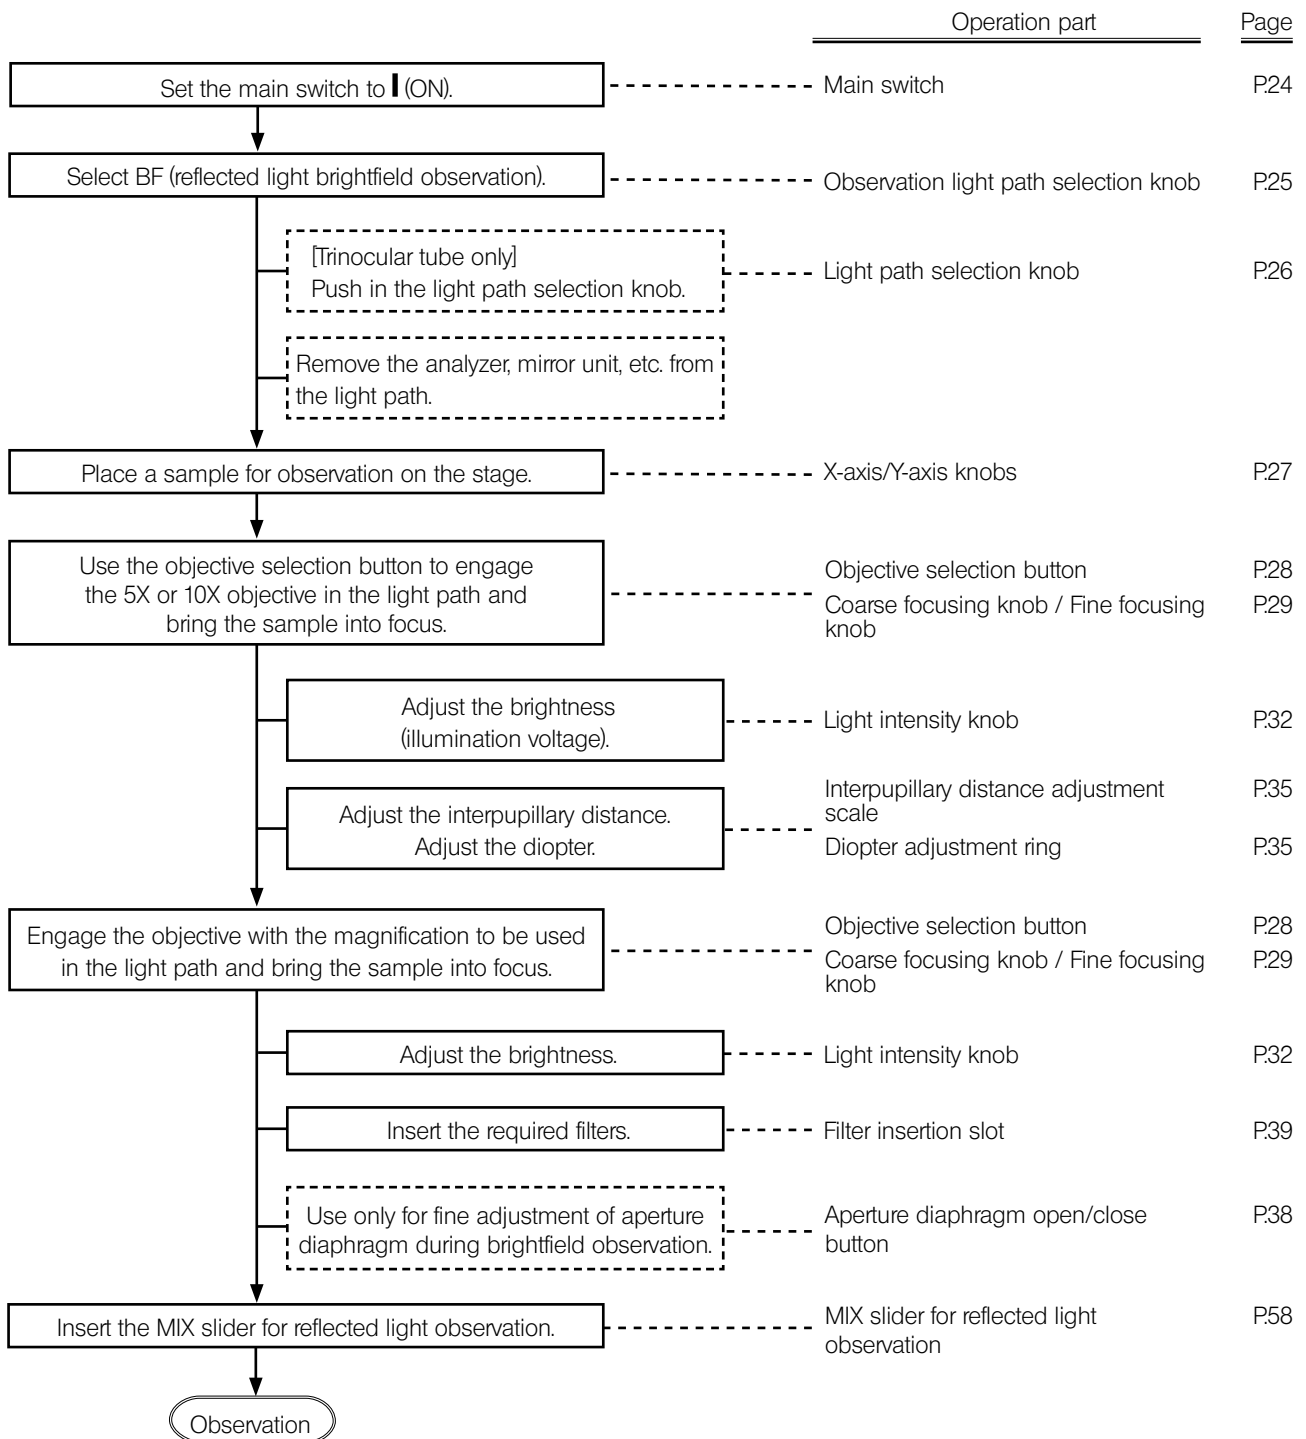 Operation part Page
Set the main switch to I (ON). Main switch P.24
Select BF (reflected light brightfield observation). Observation light path selection knob P.25
[Trinocular tube only]
Push in the light path selection knob.
Light path selection knob P.26
Remove the analyzer, mirror unit, etc. from
the light path.
Place a sample for observation on the stage. X-axis/Y-axis knobs P.27
Use the objective selection button to engage
the 5X or 10X objective in the light path and
bring the sample into focus.
Objective selection button P.28
Coarse focusing knob / Fine focusing P.29
knob
Adjust the brightness
(illumination voltage).
Light intensity knob P.32
Adjust the interpupillary distance.
Adjust the diopter.
Interpupillary distance adjustment P.35
scale
Diopter adjustment ring P.35
Engage the objective with the magnification to be used
in the light path and bring the sample into focus.
Objective selection button P.28
Coarse focusing knob / Fine focusing P.29
knob
Adjust the brightness. Light intensity knob P.32
Insert the required filters. Filter insertion slot P.39
Use only for fine adjustment of aperture
diaphragm during brightfield observation.
Aperture diaphragm open/close P.38
button
Insert the MIX slider for reflected light observation.
MIX slider for reflected light P.58
observation
Observation